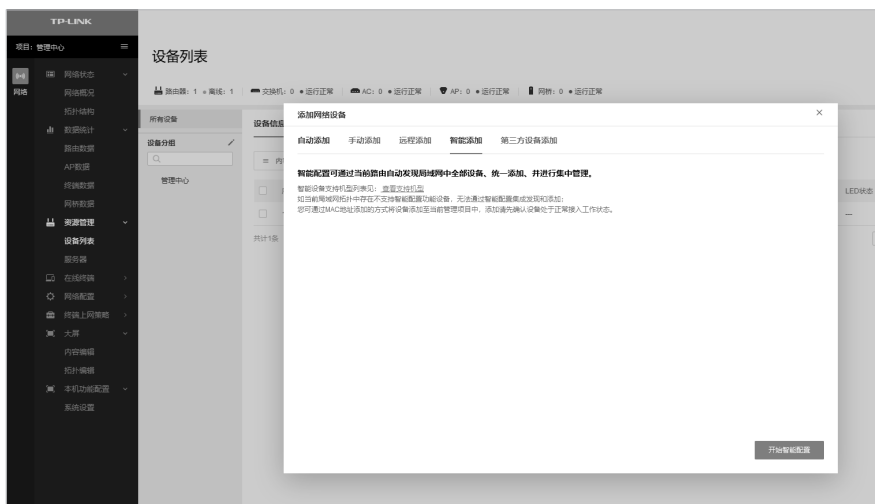 TP-LINK
项目：管理中心
网络
网络状态
网络概况
拓扑结构
数据统计
路由数据
AP数据
终端数据
网桥数据
资源管理
设备列表
服务器
在线终端
网络配置
终端上网策略
大屏
内容编辑
拓扑编辑
本机功能配置
系统设置
设备列表
路由器：1 离线：1 交换机：0 运行正常 AC：0 运行正常 AP：0 运行正常 网桥：0 运行正常
所有设备
设备分组
管理中心
设备信息
共计1条
LED状态
—
添加网络设备 ×
自动添加 手动添加 远程添加 智能添加 第三方设备添加
智能配置可通过当前路由自动发现局域网中全部设备、统一添加、并进行集中管理。
智能设备支持机型列表见：查看支持机型
如当前局域网拓扑中存在不支持智能配置功能设备，无法通过智能配置集成发现和添加；
您可通过MAC地址添加的方式将设备添加至当前管理项目中，添加请先确认设备处于正常接入工作状态。
开始智能配置